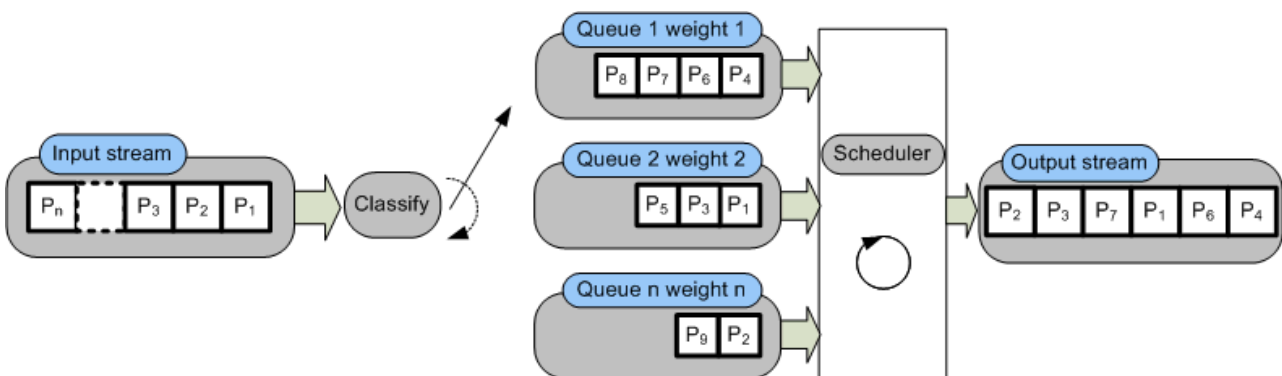 Queue 1 weight 1
P₈ P₇ P₆ P₄
Input stream
Pₙ P₃ P₂ P₁
Classify
Queue 2 weight 2
P₅ P₃ P₁
Queue n weight n
P₉ P₂
Scheduler
Output stream
P₂ P₃ P₇ P₁ P₆ P₄